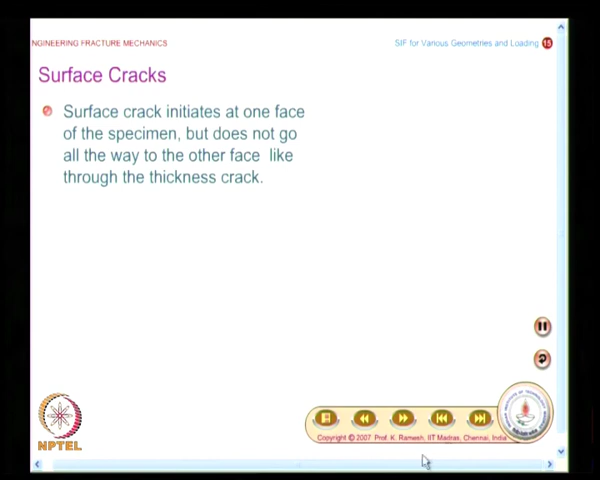 NGINEERING FRACTURE MECHANICS
SIF for Various Geometries and Loading 15
Surface Cracks
Surface crack initiates at one face
of the specimen, but does not go
all the way to the other face like
through the thickness crack.
NPTEL
Copyright © 2007 Prof. K. Ramesh, IIT Madras, Chennai, India